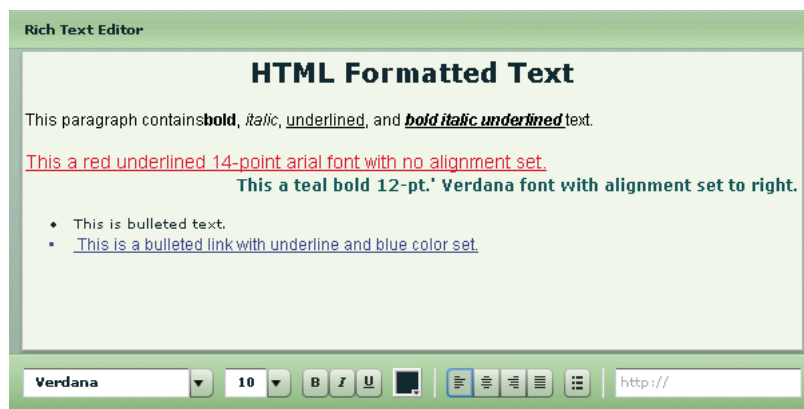 Rich Text Editor
HTML Formatted Text
This paragraph containsbold, italic, underlined, and bold italic underlined text.
This a red underlined 14-point arial font with no alignment set.
This a teal bold 12-pt.' Verdana font with alignment set to right.
• This is bulleted text.
• This is a bulleted link with underline and blue color set.
Verdana 10 B I U http://